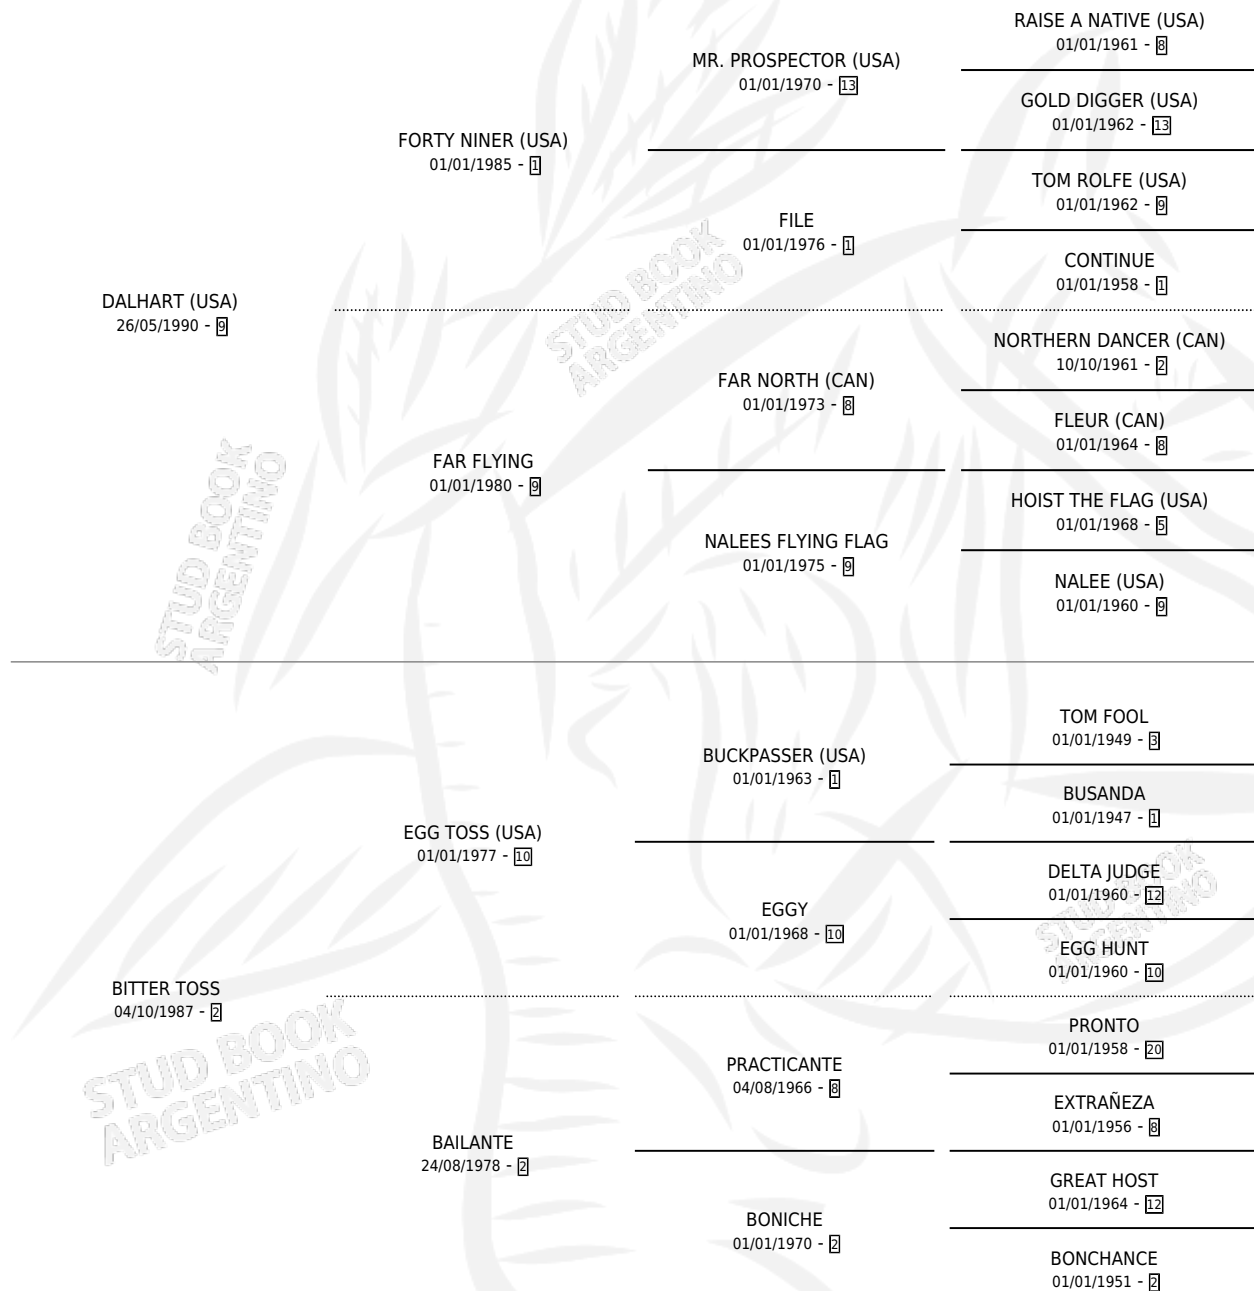 RAISE A NATIVE (USA)
01/01/1961 - 8
MR. PROSPECTOR (USA)
01/01/1970 - 13
GOLD DIGGER (USA)
01/01/1962 - 13
FORTY NINER (USA)
01/01/1985 - 1
TOM ROLFE (USA)
01/01/1962 - 9
FILE
01/01/1976 - 1
CONTINUE
01/01/1958 - 1
DALHART (USA)
26/05/1990 - 9
NORTHERN DANCER (CAN)
10/10/1961 - 2
FAR NORTH (CAN)
01/01/1973 - 8
FLEUR (CAN)
01/01/1964 - 8
FAR FLYING
01/01/1980 - 9
HOIST THE FLAG (USA)
01/01/1968 - 5
NALEES FLYING FLAG
01/01/1975 - 9
NALEE (USA)
01/01/1960 - 9
TOM FOOL
01/01/1949 - 3
BUCKPASSER (USA)
01/01/1963 - 1
BUSANDA
01/01/1947 - 1
EGG TOSS (USA)
01/01/1977 - 10
DELTA JUDGE
01/01/1960 - 12
EGGY
01/01/1968 - 10
EGG HUNT
01/01/1960 - 10
BITTER TOSS
04/10/1987 - 2
PRONTO
01/01/1958 - 20
PRACTICANTE
04/08/1966 - 8
EXTRAÑEZA
01/01/1956 - 8
BAILANTE
24/08/1978 - 2
GREAT HOST
01/01/1964 - 12
BONICHE
01/01/1970 - 2
BONCHANCE
01/01/1951 - 2
STUD BOOK
ARGENTINO
STUD BOOK
ARGENTINO
STUD BOOK
ARGENTINO
STUD BOOK
ARGENTINO